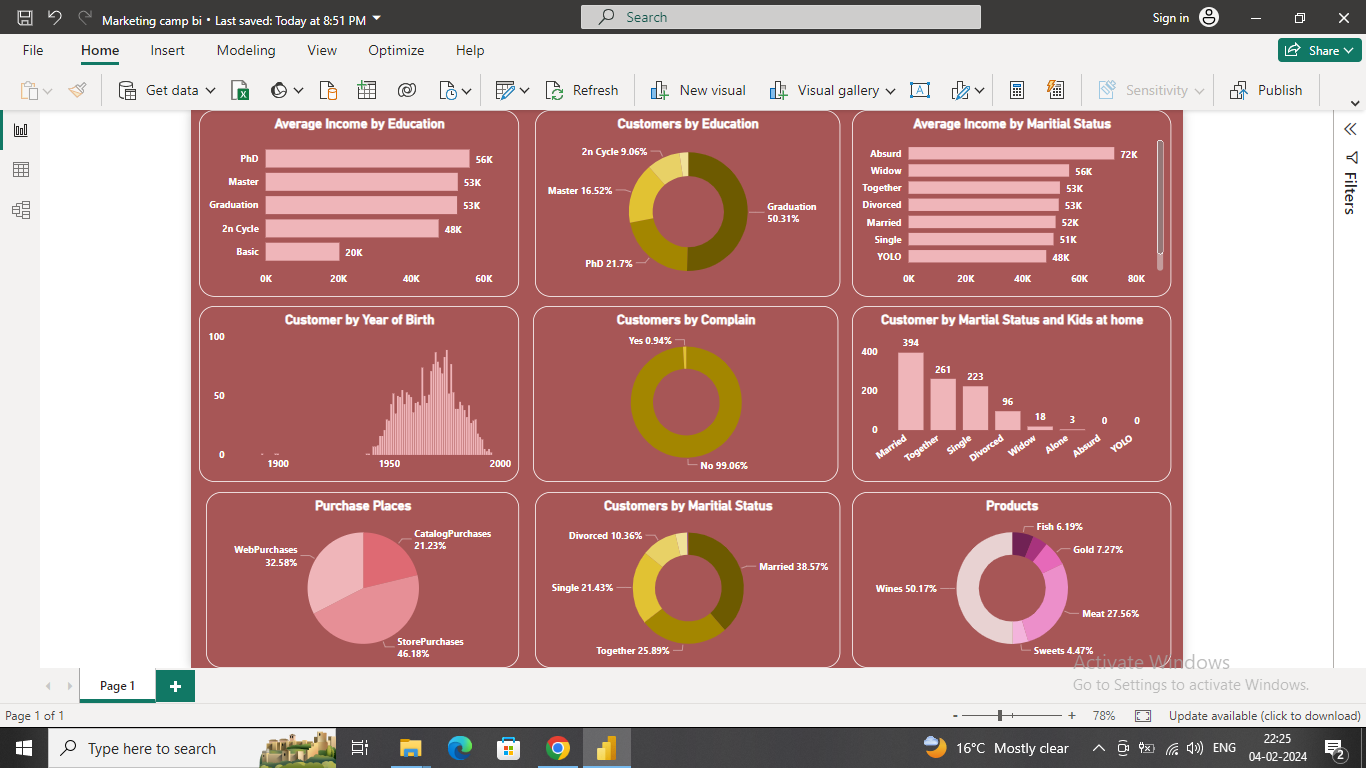 Marketing camp bi • Last saved: Today at 8:51 PM
Search
Sign in
File
Home
Insert
Modeling
View
Optimize
Help
Share
Get data
Refresh
New visual
Visual gallery
A
Sensitivity
Publish
Average Income by Education
PhD
56K
Master
53K
Graduation
53K
2n Cycle
48K
Basic
20K
0K
20K
40K
60K
Customers by Education
2n Cycle 9.06%
Master 16.52%
Graduation
50.31%
PhD 21.7%
Average Income by Maritial Status
Absurd
72K
Widow
56K
Together
53K
Divorced
53K
Married
52K
Single
51K
YOLO
48K
0K
20K
40K
60K
80K
Filters
Customer by Year of Birth
100
50
0
1900
1950
2000
Customers by Complain
Yes 0.94%
No 99.06%
Customer by Martial Status and Kids at home
400
200
0
394
261
223
96
18
3
0
0
Married
Together
Single
Divorced
Widow
Alone
Absurd
YOLO
Purchase Places
CatalogPurchases
21.23%
WebPurchases
32.58%
StorePurchases
46.18%
Customers by Maritial Status
Divorced 10.36%
Married 38.57%
Single 21.43%
Together 25.89%
Products
Fish 6.19%
Gold 7.27%
Wines 50.17%
Meat 27.56%
Sweets 4.47%
Activate Windows
Go to Settings to activate Windows.
Page 1
+
Page 1 of 1
- + 78%
Update available (click to download)
Type here to search
16°C Mostly clear
ENG
22:25
04-02-2024
2